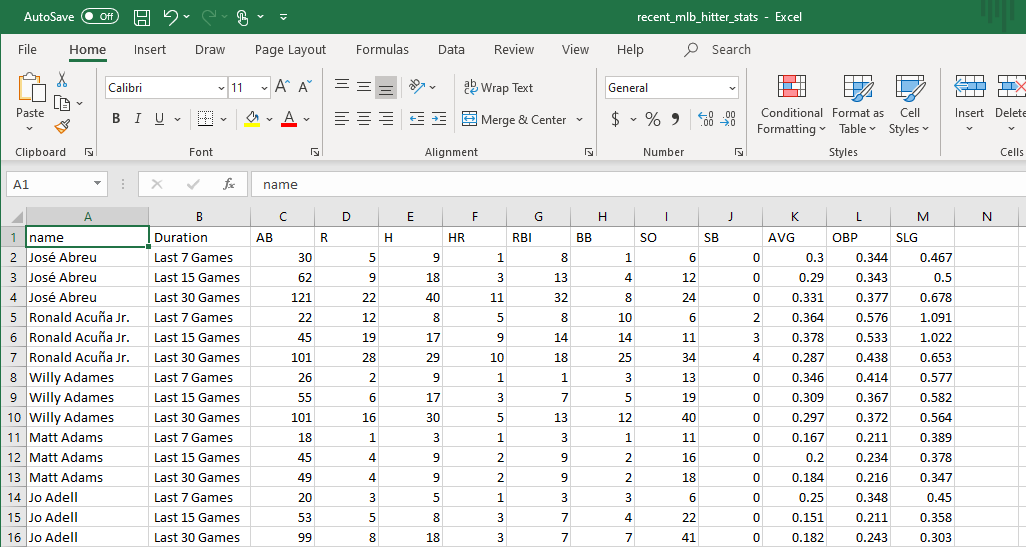 AutoSave Off recent_mlb_hitter_stats - Excel
File Home Insert Draw Page Layout Formulas Data Review View Help Search
Calibri 11 ab Wrap Text General
Paste B I U A A Merge & Center $ % 9 Conditional Formatting Format as Table Cell Styles Insert Delete
Clipboard Font Alignment Number Styles Cells
A1 fx name
A B C D E F G H I J K L M N
1 name Duration AB R H HR RBI BB SO SB AVG OBP SLG
2 José Abreu Last 7 Games 30 5 9 1 8 1 6 0 0.3 0.344 0.467
3 José Abreu Last 15 Games 62 9 18 3 13 4 12 0 0.29 0.343 0.5
4 José Abreu Last 30 Games 121 22 40 11 32 8 24 0 0.331 0.377 0.678
5 Ronald Acuña Jr. Last 7 Games 22 12 8 5 8 10 6 2 0.364 0.576 1.091
6 Ronald Acuña Jr. Last 15 Games 45 19 17 9 14 14 11 3 0.378 0.533 1.022
7 Ronald Acuña Jr. Last 30 Games 101 28 29 10 18 25 34 4 0.287 0.438 0.653
8 Willy Adames Last 7 Games 26 2 9 1 1 3 13 0 0.346 0.414 0.577
9 Willy Adames Last 15 Games 55 6 17 3 7 5 19 0 0.309 0.367 0.582
10 Willy Adames Last 30 Games 101 16 30 5 13 12 40 0 0.297 0.372 0.564
11 Matt Adams Last 7 Games 18 1 3 1 3 1 11 0 0.167 0.211 0.389
12 Matt Adams Last 15 Games 45 4 9 2 9 2 16 0 0.2 0.234 0.378
13 Matt Adams Last 30 Games 49 4 9 2 9 2 18 0 0.184 0.216 0.347
14 Jo Adell Last 7 Games 20 3 5 1 3 3 6 0 0.25 0.348 0.45
15 Jo Adell Last 15 Games 53 5 8 3 7 4 22 0 0.151 0.211 0.358
16 Jo Adell Last 30 Games 99 8 18 3 7 7 41 0 0.182 0.243 0.303